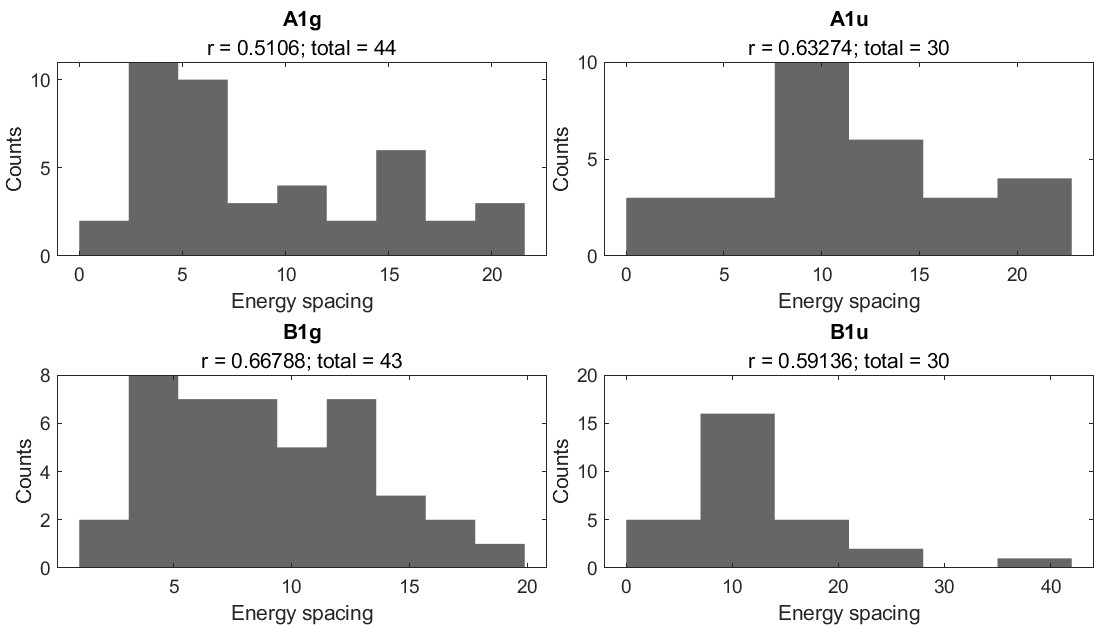 A1g
r = 0.5106; total = 44
10
5
0
Counts
0 5 10 15 20
Energy spacing
A1u
r = 0.63274; total = 30
10
5
0
Counts
0 5 10 15 20
Energy spacing
B1g
r = 0.66788; total = 43
8
6
4
2
0
Counts
5 10 15 20
Energy spacing
B1u
r = 0.59136; total = 30
20
15
10
5
0
Counts
0 10 20 30 40
Energy spacing